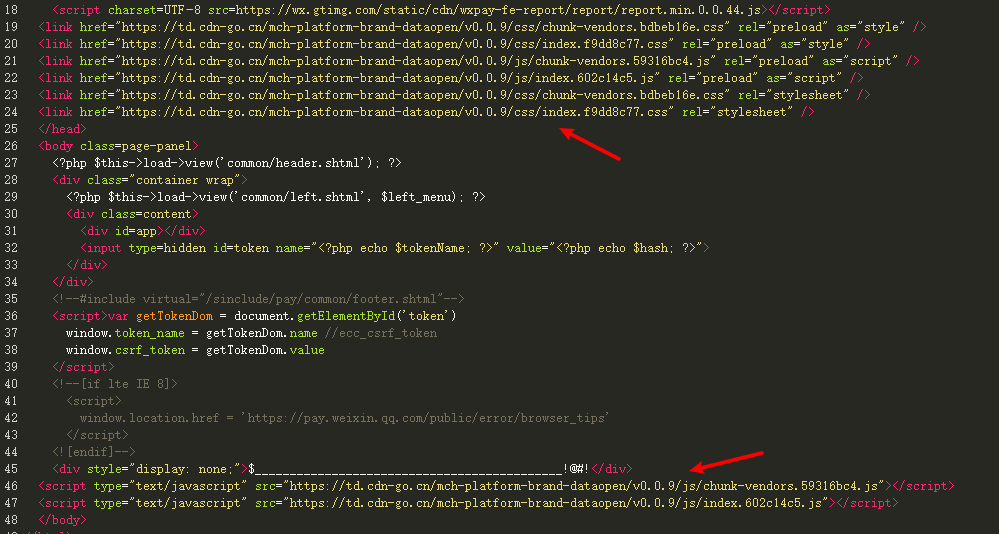 18 <script charset=UTF-8 src=https://wx.gtimg.com/static/cdn/wxpay-fe-report/report/report.min.0.0.44.js></script>
19 <link href="https://td.cdn-go.cn/mch-platform-brand-dataopen/v0.0.9/css/chunk-vendors.bdbeb16e.css" rel="preload" as="style" />
20 <link href="https://td.cdn-go.cn/mch-platform-brand-dataopen/v0.0.9/css/index.f9dd8c77.css" rel="preload" as="style" />
21 <link href="https://td.cdn-go.cn/mch-platform-brand-dataopen/v0.0.9/js/chunk-vendors.59316bc4.js" rel="preload" as="script" />
22 <link href="https://td.cdn-go.cn/mch-platform-brand-dataopen/v0.0.9/js/index.602c14c5.js" rel="preload" as="script" />
23 <link href="https://td.cdn-go.cn/mch-platform-brand-dataopen/v0.0.9/css/chunk-vendors.bdbeb16e.css" rel="stylesheet" />
24 <link href="https://td.cdn-go.cn/mch-platform-brand-dataopen/v0.0.9/css/index.f9dd8c77.css" rel="stylesheet" />
25 </head>
26 <body class=page-panel>
27 <?php $this->load->view('common/header.shtml'); ?>
28 <div class="container wrap">
29 <?php $this->load->view('common/left.shtml', $left_menu); ?>
30 <div class=content>
31 <div id=app></div>
32 <input type=hidden id=token name="<?php echo $tokenName; ?>" value="<?php echo $hash; ?>">
33 </div>
34 </div>
35 <!--#include virtual="/sinclude/pay/common/footer.shtml"-->
36 <script>var getTokenDom = document.getElementById('token')
37 window.token_name = getTokenDom.name //ecc_csrf_token
38 window.csrf_token = getTokenDom.value
39 </script>
40 <!--[if lte IE 8]>
41 <script>
42 window.location.href = 'https://pay.weixin.qq.com/public/error/browser_tips'
43 </script>
44 <![endif]-->
45 <div style="display: none;">$____________________________________________!@#!</div>
46 <script type="text/javascript" src="https://td.cdn-go.cn/mch-platform-brand-dataopen/v0.0.9/js/chunk-vendors.59316bc4.js"></script>
47 <script type="text/javascript" src="https://td.cdn-go.cn/mch-platform-brand-dataopen/v0.0.9/js/index.602c14c5.js"></script>
48 </body>